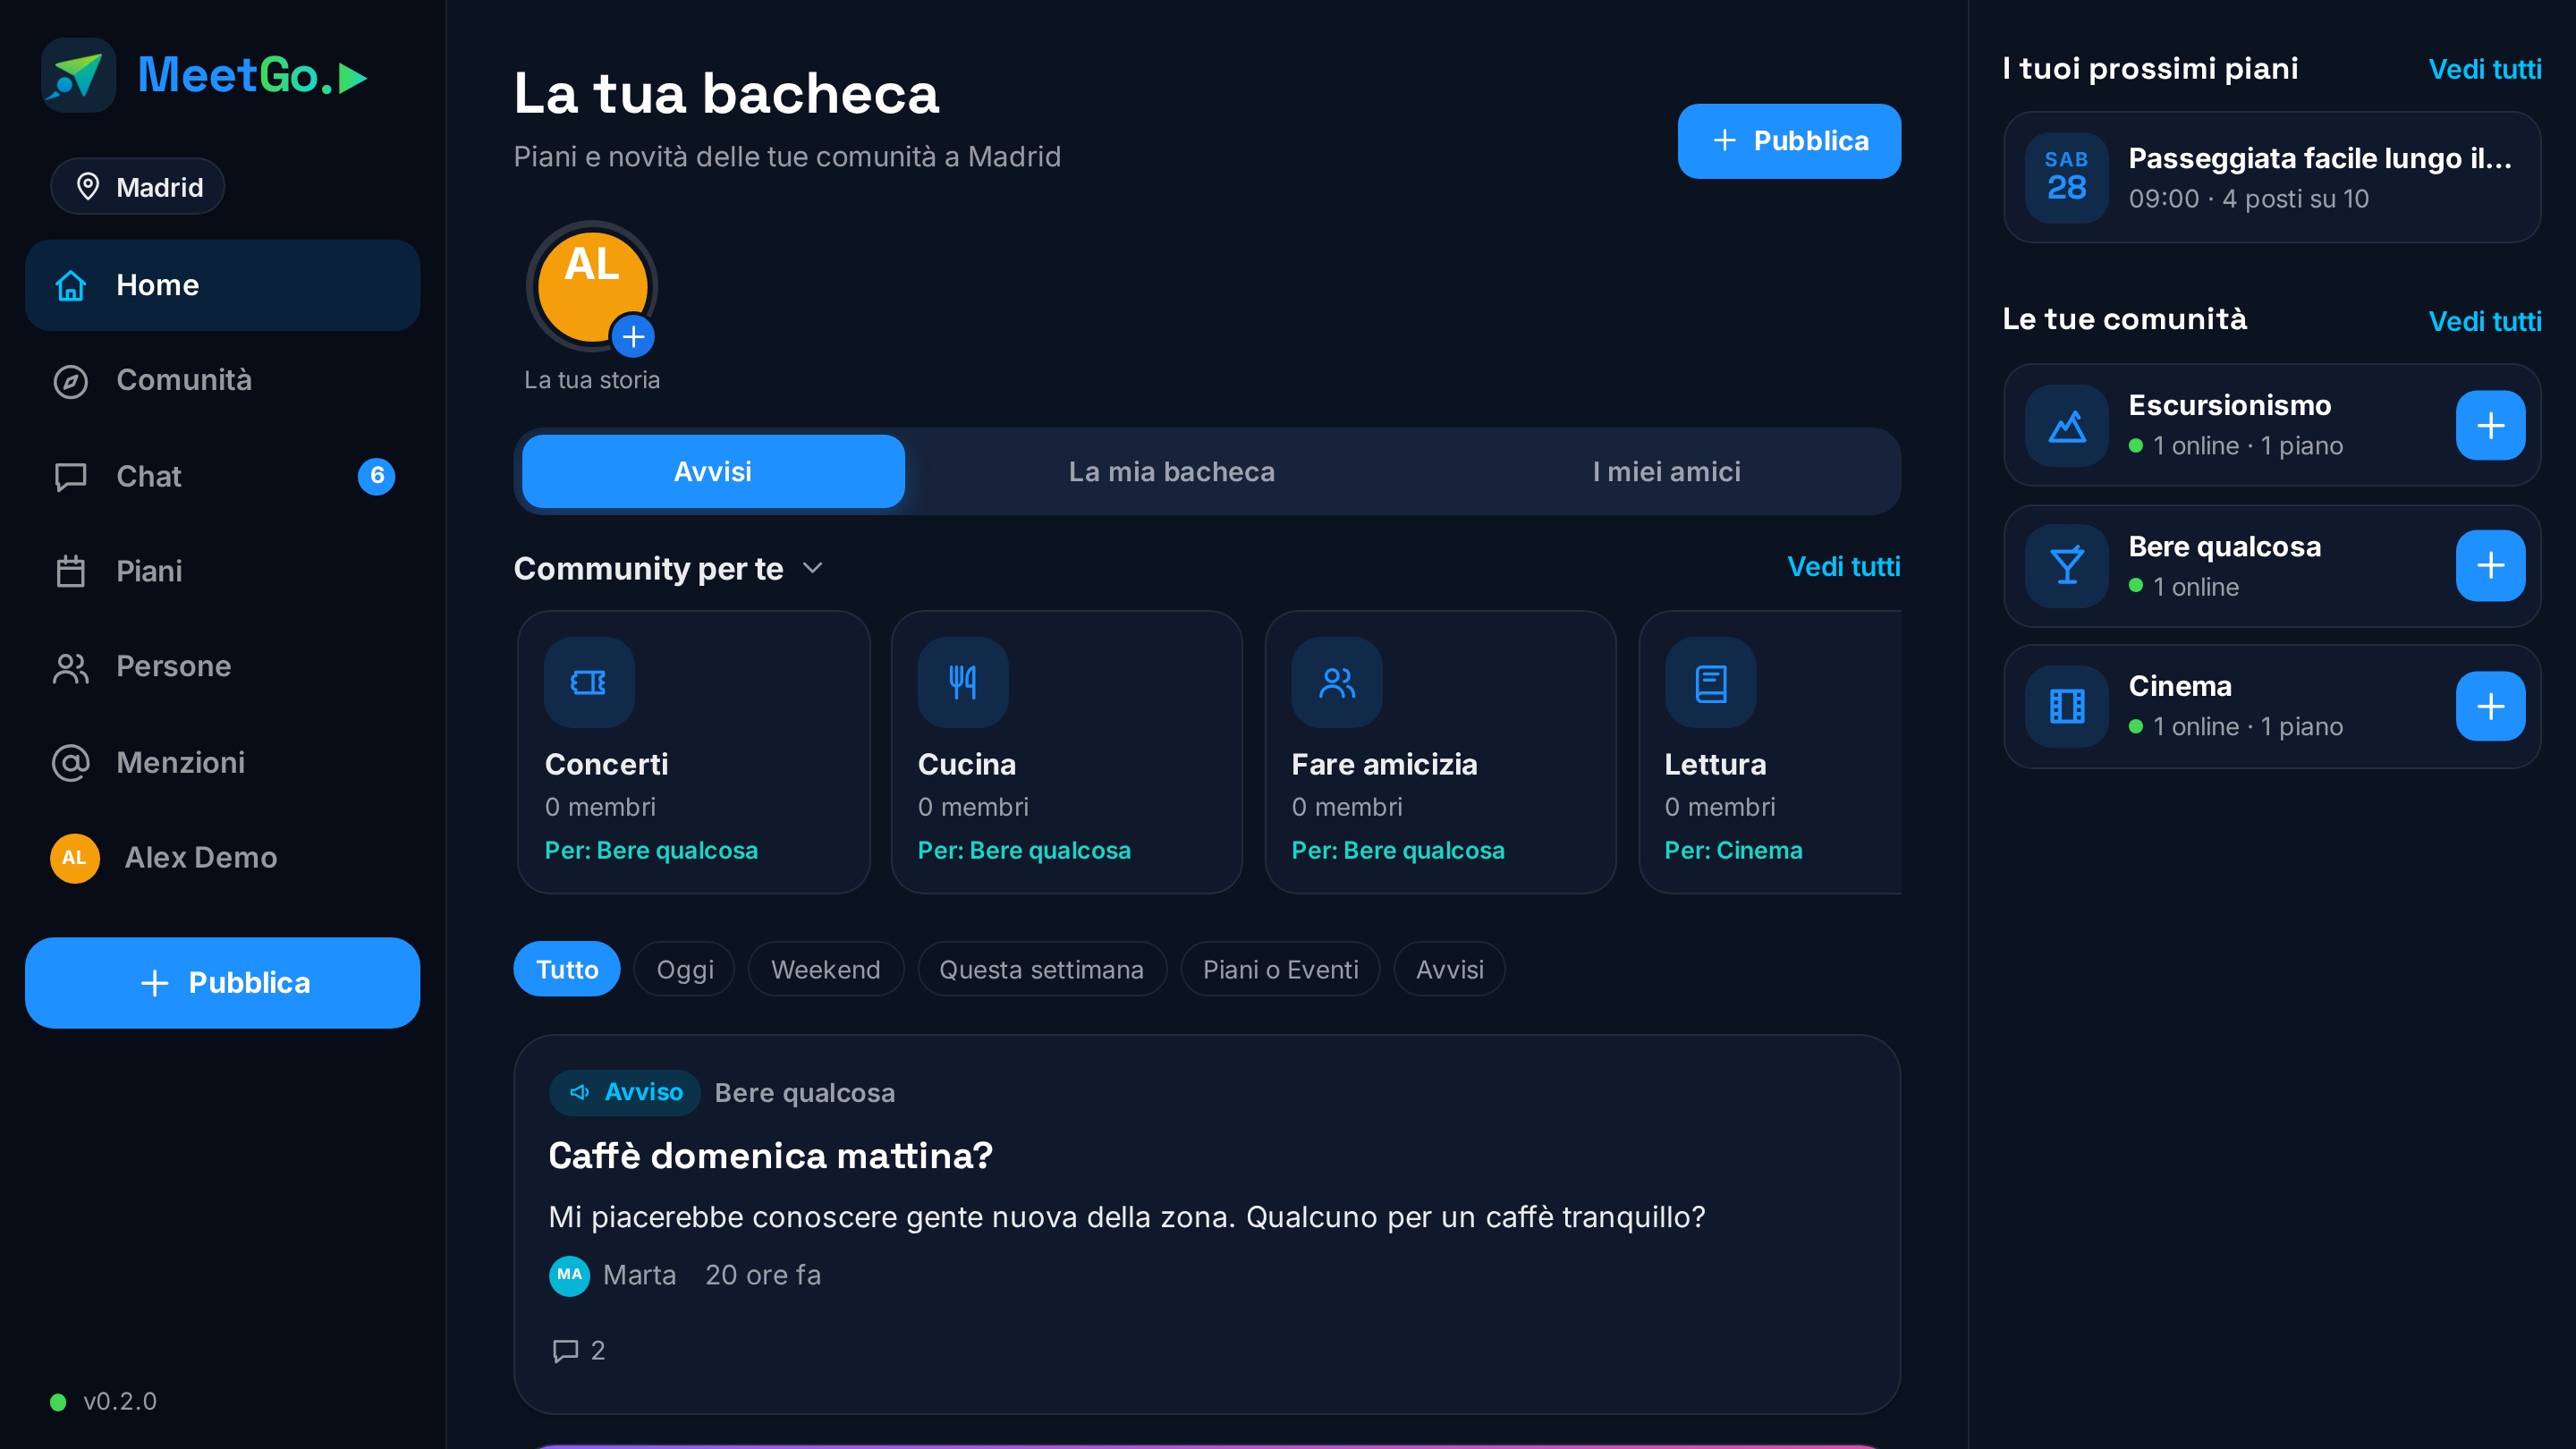 MeetGo.
Madrid
Home
Comunità
Chat
6
Piani
Persone
Menzioni
AL
Alex Demo
Pubblica
v0.2.0
La tua bacheca
Piani e novità delle tue comunità a Madrid
Pubblica
AL
La tua storia
Avvisi
La mia bacheca
I miei amici
Community per te
Vedi tutti
Concerti
0 membri
Per: Bere qualcosa
Cucina
0 membri
Per: Bere qualcosa
Fare amicizia
0 membri
Per: Bere qualcosa
Lettura
0 membri
Per: Cinema
Tutto
Oggi
Weekend
Questa settimana
Piani o Eventi
Avvisi
Avviso
Bere qualcosa
Caffè domenica mattina?
Mi piacerebbe conoscere gente nuova della zona. Qualcuno per un caffè tranquillo?
MA
Marta
20 ore fa
2
I tuoi prossimi piani
Vedi tutti
SAB
28
Passeggiata facile lungo il...
09:00 · 4 posti su 10
Le tue comunità
Vedi tutti
Escursionismo
1 online · 1 piano
Bere qualcosa
1 online
Cinema
1 online · 1 piano